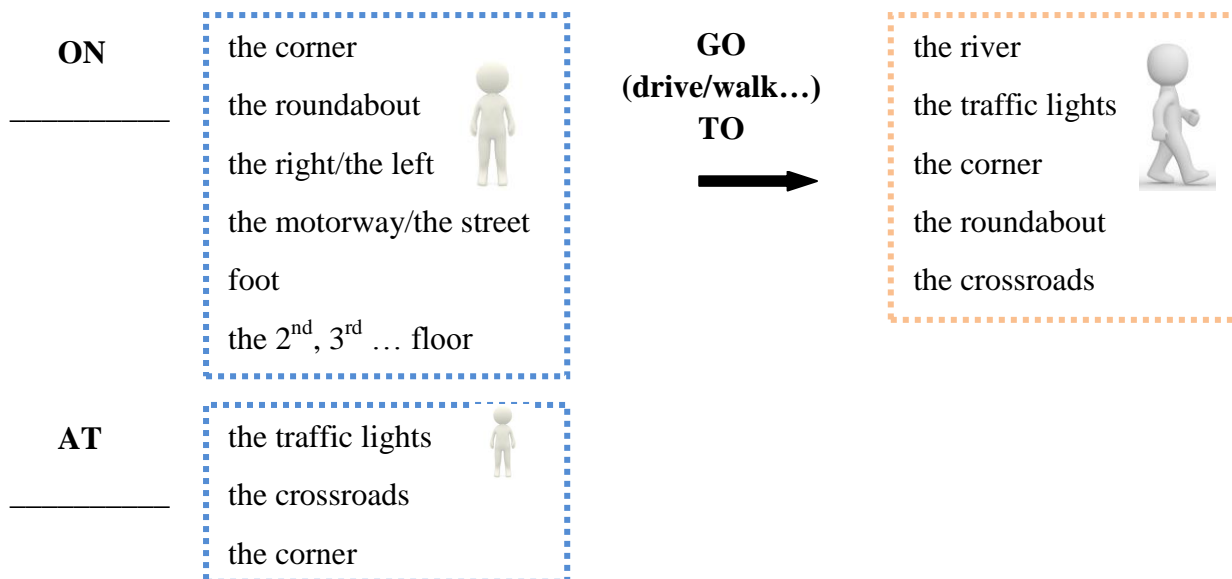 ON
__________
the corner
the roundabout
the right/the left
the motorway/the street
foot
the 2nd, 3rd … floor
GO
(drive/walk…)
TO
the river
the traffic lights
the corner
the roundabout
the crossroads
AT
__________
the traffic lights
the crossroads
the corner